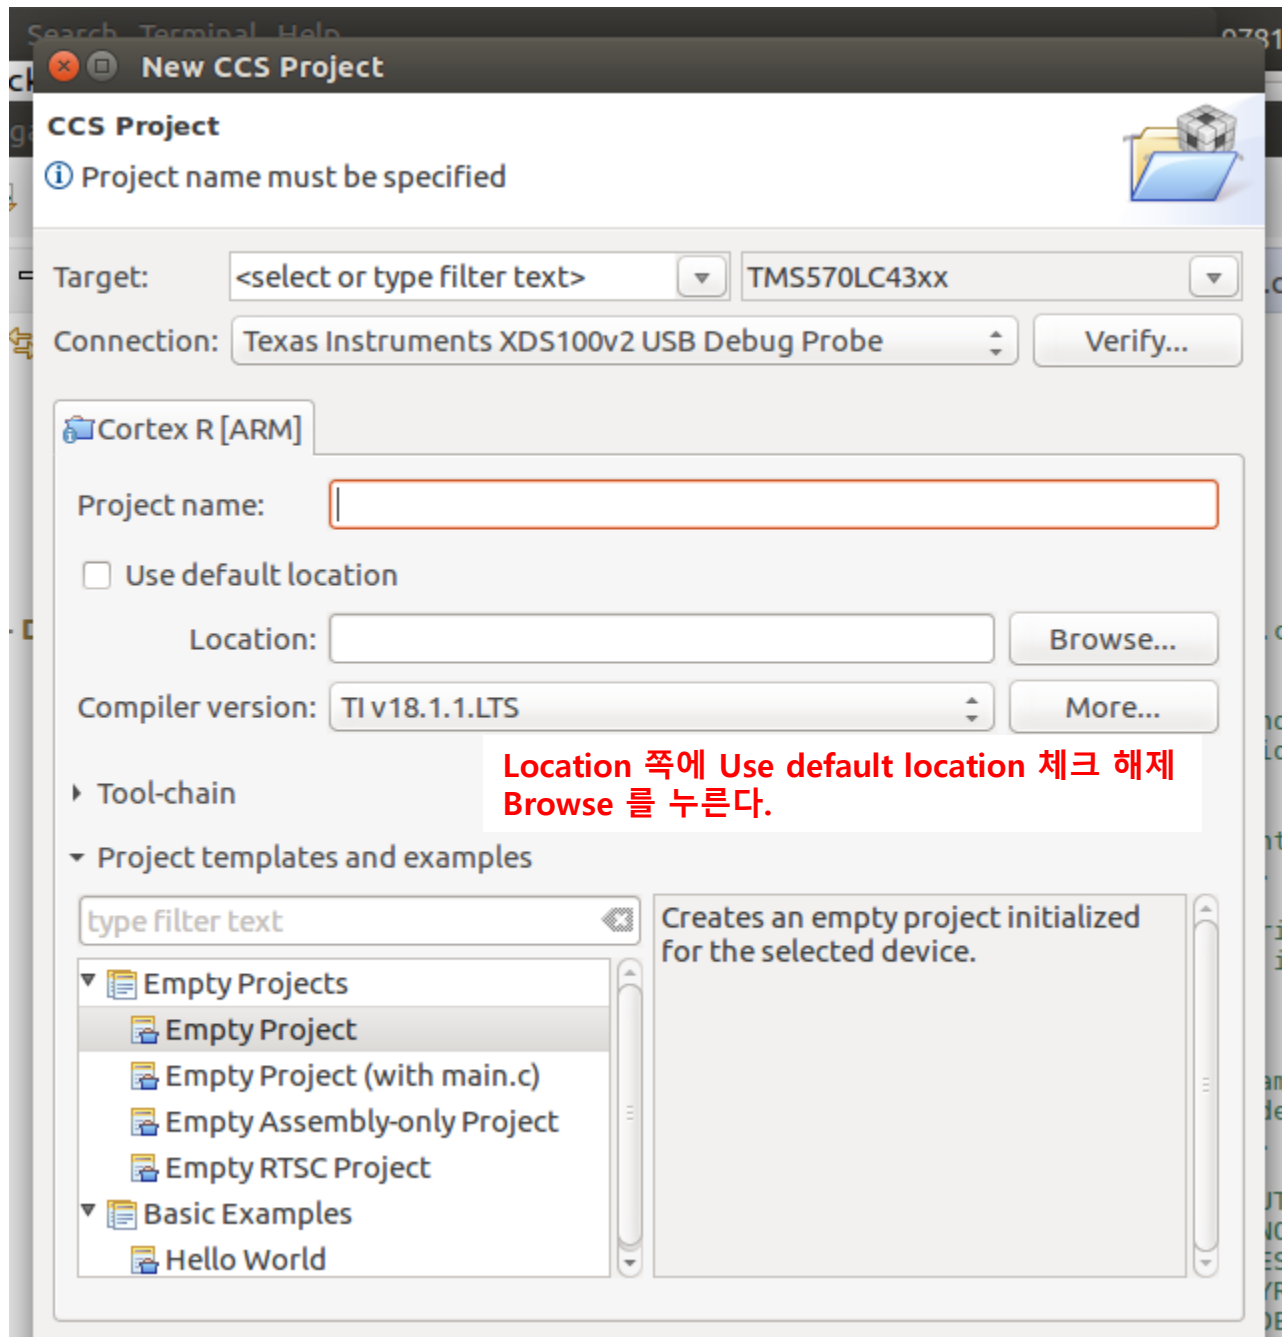 Search Terminal Help
9781
New CCS Project
CCS Project
Project name must be specified
Target: <select or type filter text> TMS570LC43xx
Connection: Texas Instruments XDS100v2 USB Debug Probe Verify...
Cortex R [ARM]
Project name:
Use default location
Location: Browse...
Compiler version: TI v18.1.1.LTS More...
Location 쪽에 Use default location 체크 해제
Browse 를 누른다.
Tool-chain
Project templates and examples
type filter text
Creates an empty project initialized
for the selected device.
Empty Projects
Empty Project
Empty Project (with main.c)
Empty Assembly-only Project
Empty RTSC Project
Basic Examples
Hello World